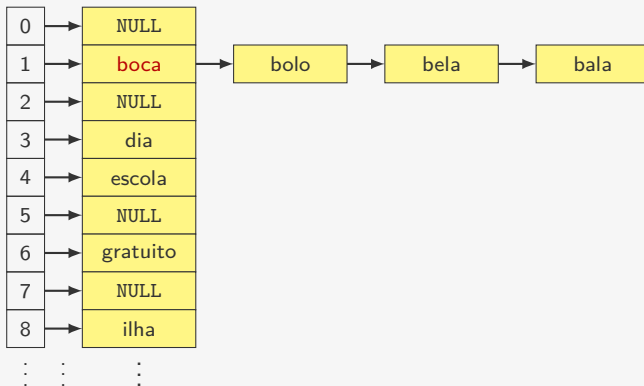 0 NULL
1 boca bolo bela bala
2 NULL
3 dia
4 escola
5 NULL
6 gratuito
7 NULL
8 ilha